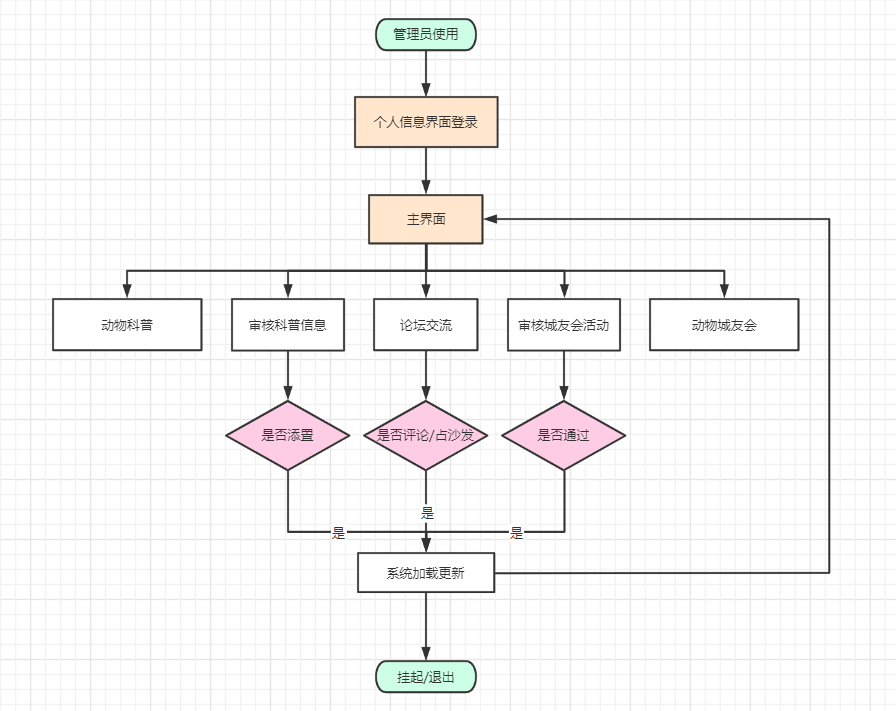 管理员使用
个人信息界面登录
主界面
动物科普
审核科普信息
论坛交流
审核城友会活动
动物城友会
是否添置
是否评论/占沙发
是否通过
是
是
是
系统加载更新
挂起/退出